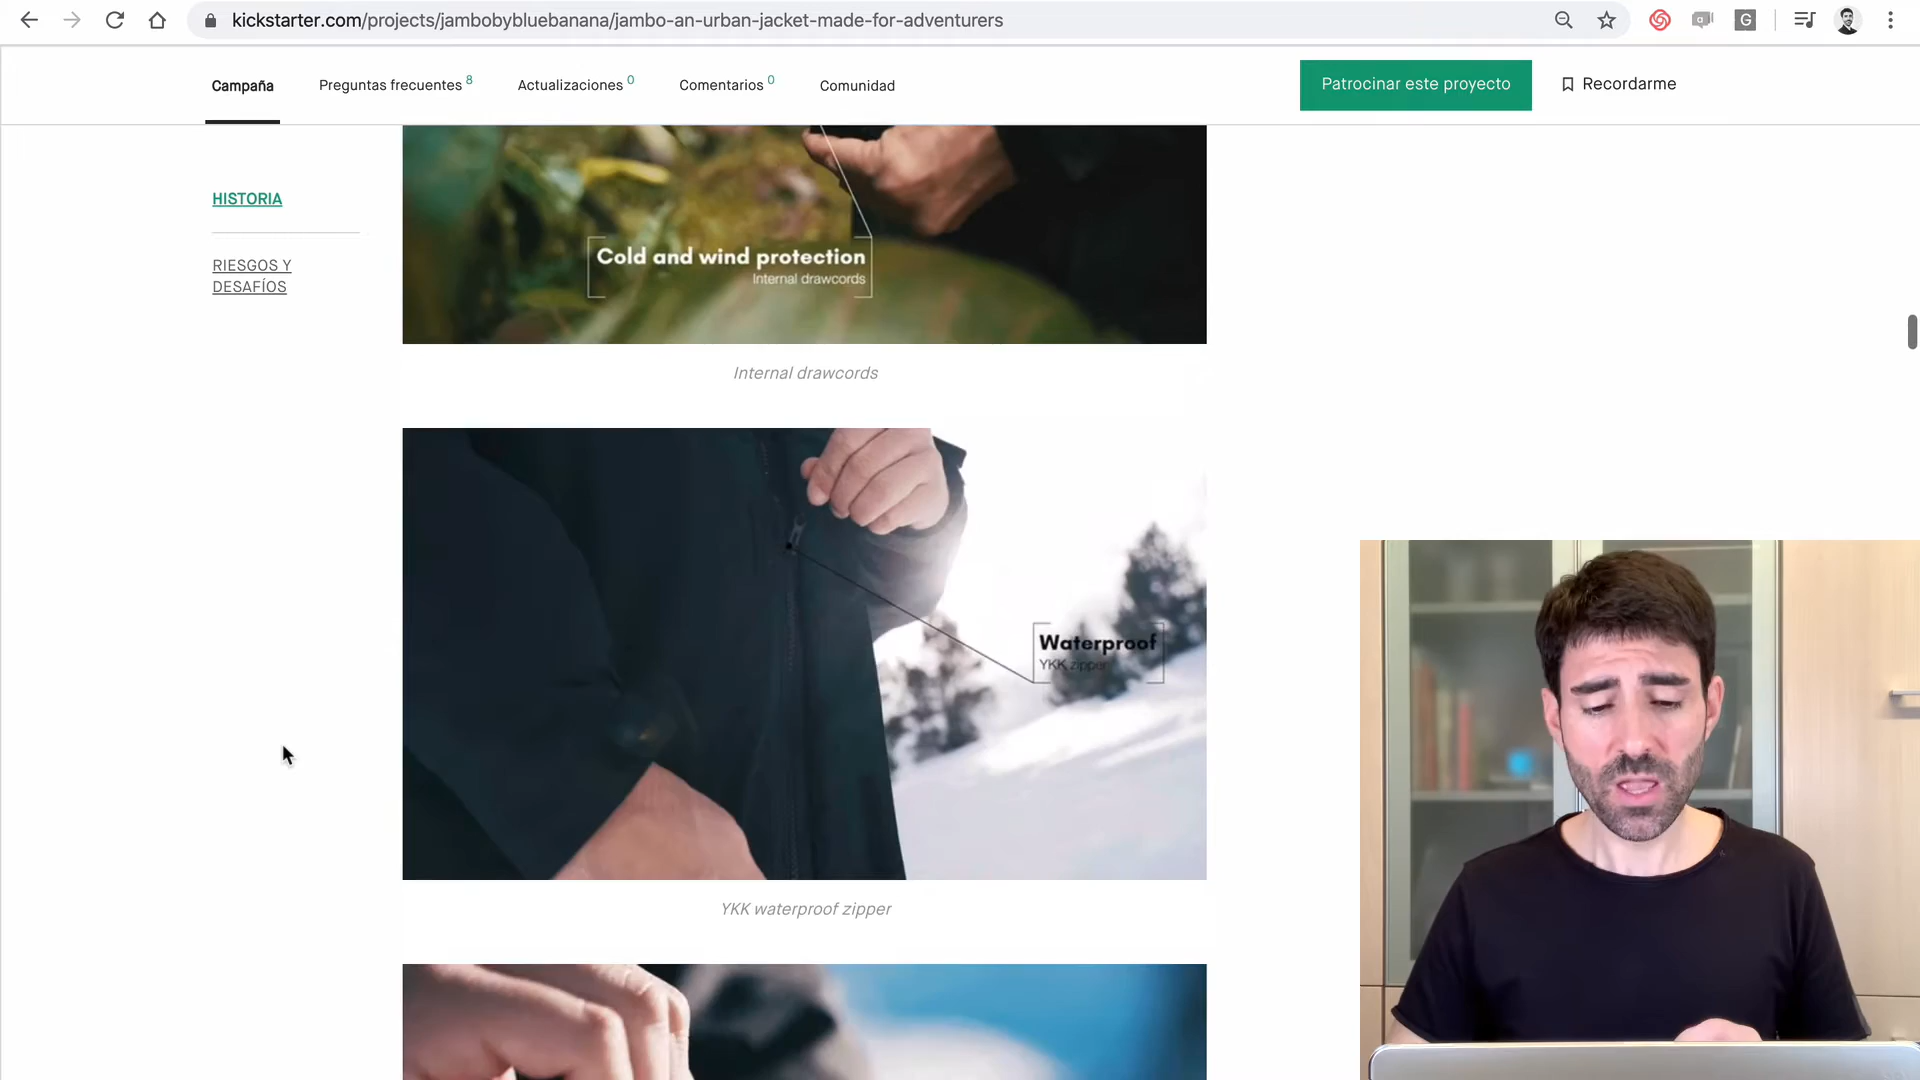 kickstarter.com/projects/jambobybluebanana/jambo-an-urban-jacket-made-for-adventurers
G
Campaña
Preguntas frecuentes 8
Actualizaciones 0
Comentarios 0
Comunidad
Patrocinar este proyecto
Recordarme
HISTORIA
RIESGOS Y
DESAFÍOS
Cold and wind protection
Internal drawcords
Internal drawcords
Waterproof
YKK zipper
YKK waterproof zipper